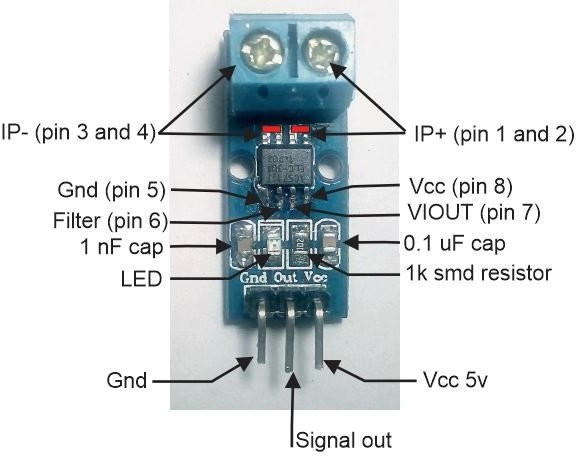 IP- (pin 3 and 4)
IP+ (pin 1 and 2)
Gnd (pin 5)
Vcc (pin 8)
Filter (pin 6)
VIOUT (pin 7)
1 nF cap
0.1 uF cap
LED
102
1k smd resistor
Gnd Out Vcc
Gnd
Vcc 5v
Signal out